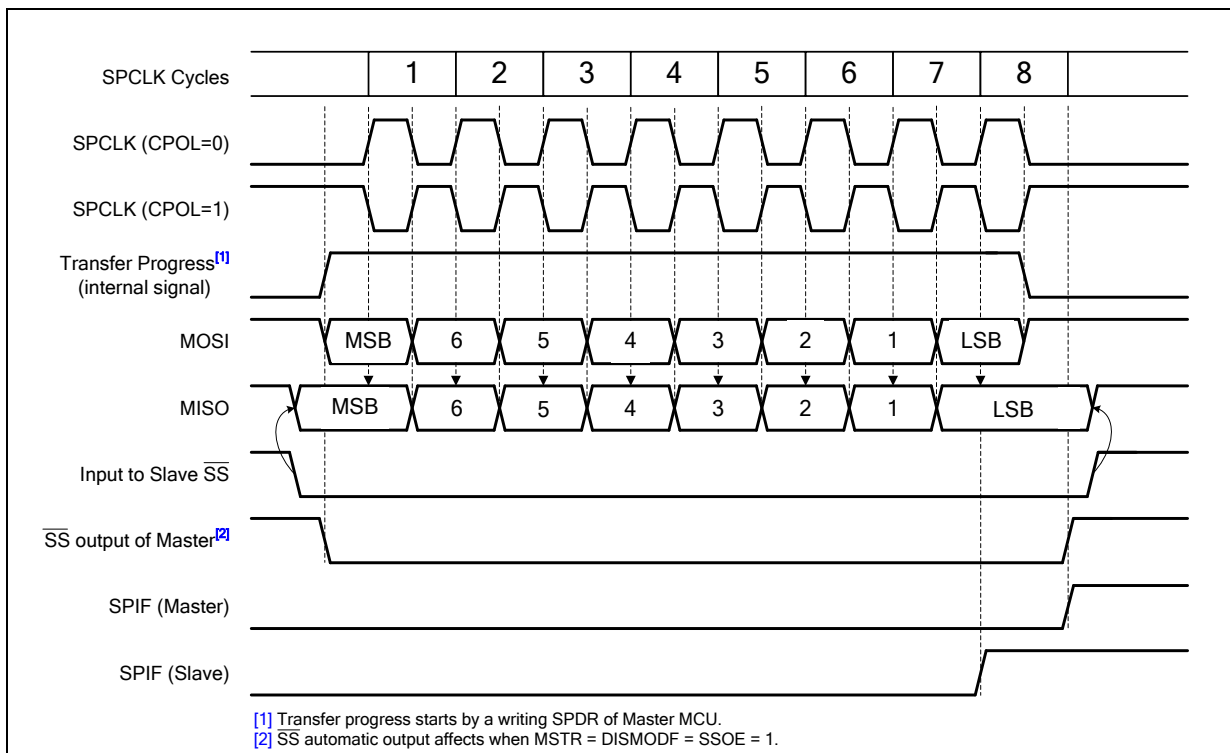 SPCLK Cycles 1 2 3 4 5 6 7 8
SPCLK (CPOL=0)
SPCLK (CPOL=1)
Transfer Progress[1]
(internal signal)
MOSI MSB 6 5 4 3 2 1 LSB
MISO MSB 6 5 4 3 2 1 LSB
Input to Slave S̅S̅
S̅S̅ output of Master[2]
SPIF (Master)
SPIF (Slave)
[1] Transfer progress starts by a writing SPDR of Master MCU.
[2] S̅S̅ automatic output affects when MSTR = DISMODF = SSOE = 1.